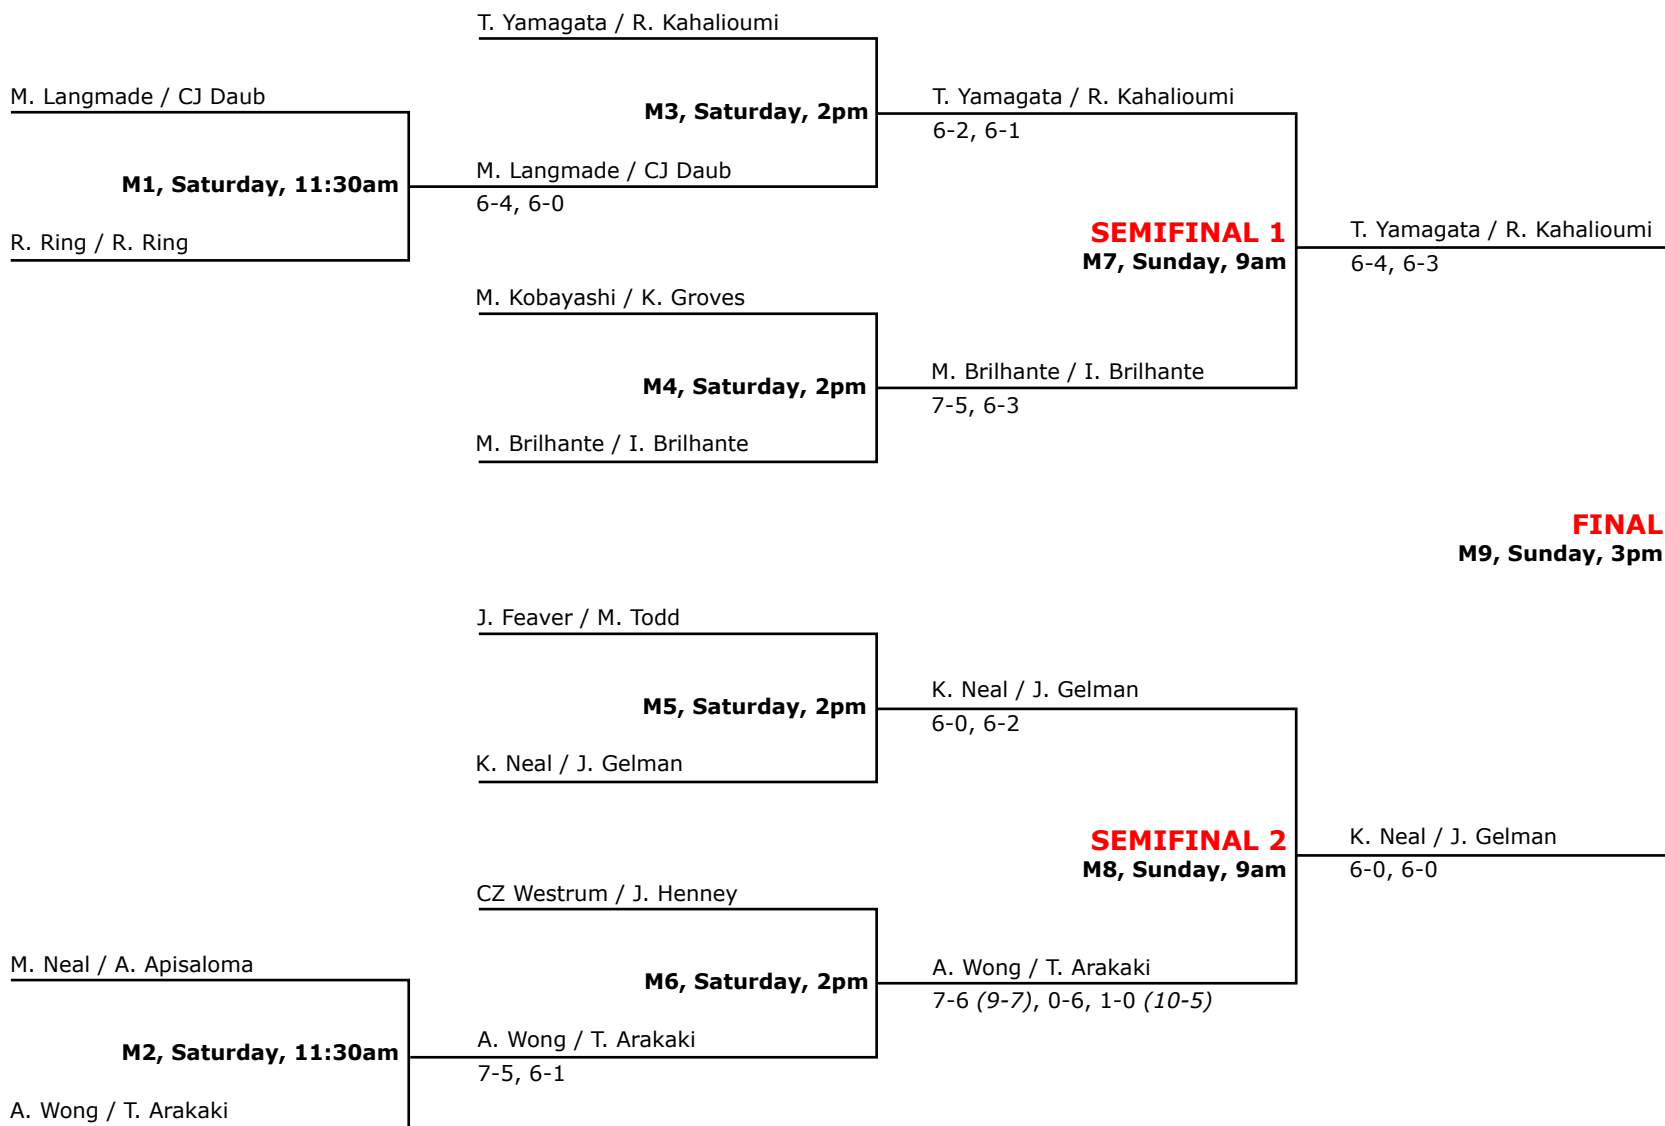 T. Yamagata / R. Kahalioumi
M. Langmade / CJ Daub
M3, Saturday, 2pm
T. Yamagata / R. Kahalioumi
6-2, 6-1
M1, Saturday, 11:30am
M. Langmade / CJ Daub
6-4, 6-0
R. Ring / R. Ring
SEMIFINAL 1
M7, Sunday, 9am
T. Yamagata / R. Kahalioumi
6-4, 6-3
M. Kobayashi / K. Groves
M4, Saturday, 2pm
M. Brilhante / I. Brilhante
7-5, 6-3
M. Brilhante / I. Brilhante
FINAL
M9, Sunday, 3pm
J. Feaver / M. Todd
M5, Saturday, 2pm
K. Neal / J. Gelman
6-0, 6-2
K. Neal / J. Gelman
SEMIFINAL 2
M8, Sunday, 9am
K. Neal / J. Gelman
6-0, 6-0
CZ Westrum / J. Henney
M. Neal / A. Apisaloma
M6, Saturday, 2pm
A. Wong / T. Arakaki
7-6 (9-7), 0-6, 1-0 (10-5)
M2, Saturday, 11:30am
A. Wong / T. Arakaki
7-5, 6-1
A. Wong / T. Arakaki